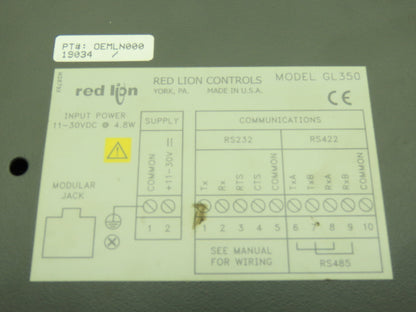 PT#: OEMLN000
19034 /
red lion
RED LION CONTROLS
YORK, PA. MADE IN U.S.A.
MODEL GL350
CE
INPUT POWER
11-30VDC @ 4.8W
SUPPLY
COMMON
+11-30V
1 2
MODULAR
JACK
COMMUNICATIONS
RS232 RS422
Tx Rx RTS CTS COMMON TxA TxB RxA RxB COMMON
1 2 3 4 5 6 7 8 9 10
SEE MANUAL
FOR WIRING
RS485